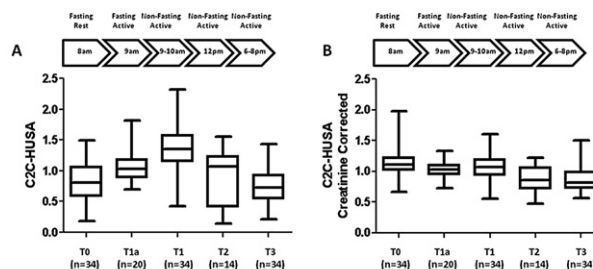 Fasting Rest Fasting Active Non-Fasting Active Non-Fasting Active Non-Fasting Active
A 8am 9am 9-10am 12pm 6-8pm
C2C-HUSA
2.5
2.0
1.5
1.0
0.5
0.0
T0 T1a T1 T2 T3
(n=34) (n=20) (n=34) (n=14) (n=34)
Fasting Rest Fasting Active Non-Fasting Active Non-Fasting Active Non-Fasting Active
B 8am 9am 9-10am 12pm 6-8pm
C2C-HUSA
Creatinine Corrected
2.5
2.0
1.5
1.0
0.5
0.0
T0 T1a T1 T2 T3
(n=34) (n=20) (n=34) (n=14) (n=34)